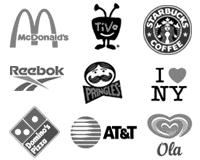 McDonald's
TiVo
STARBUCKS
COFFEE
Reebok
PRINGLES
I
NY
Domino's
Pizza
AT&T
Ola